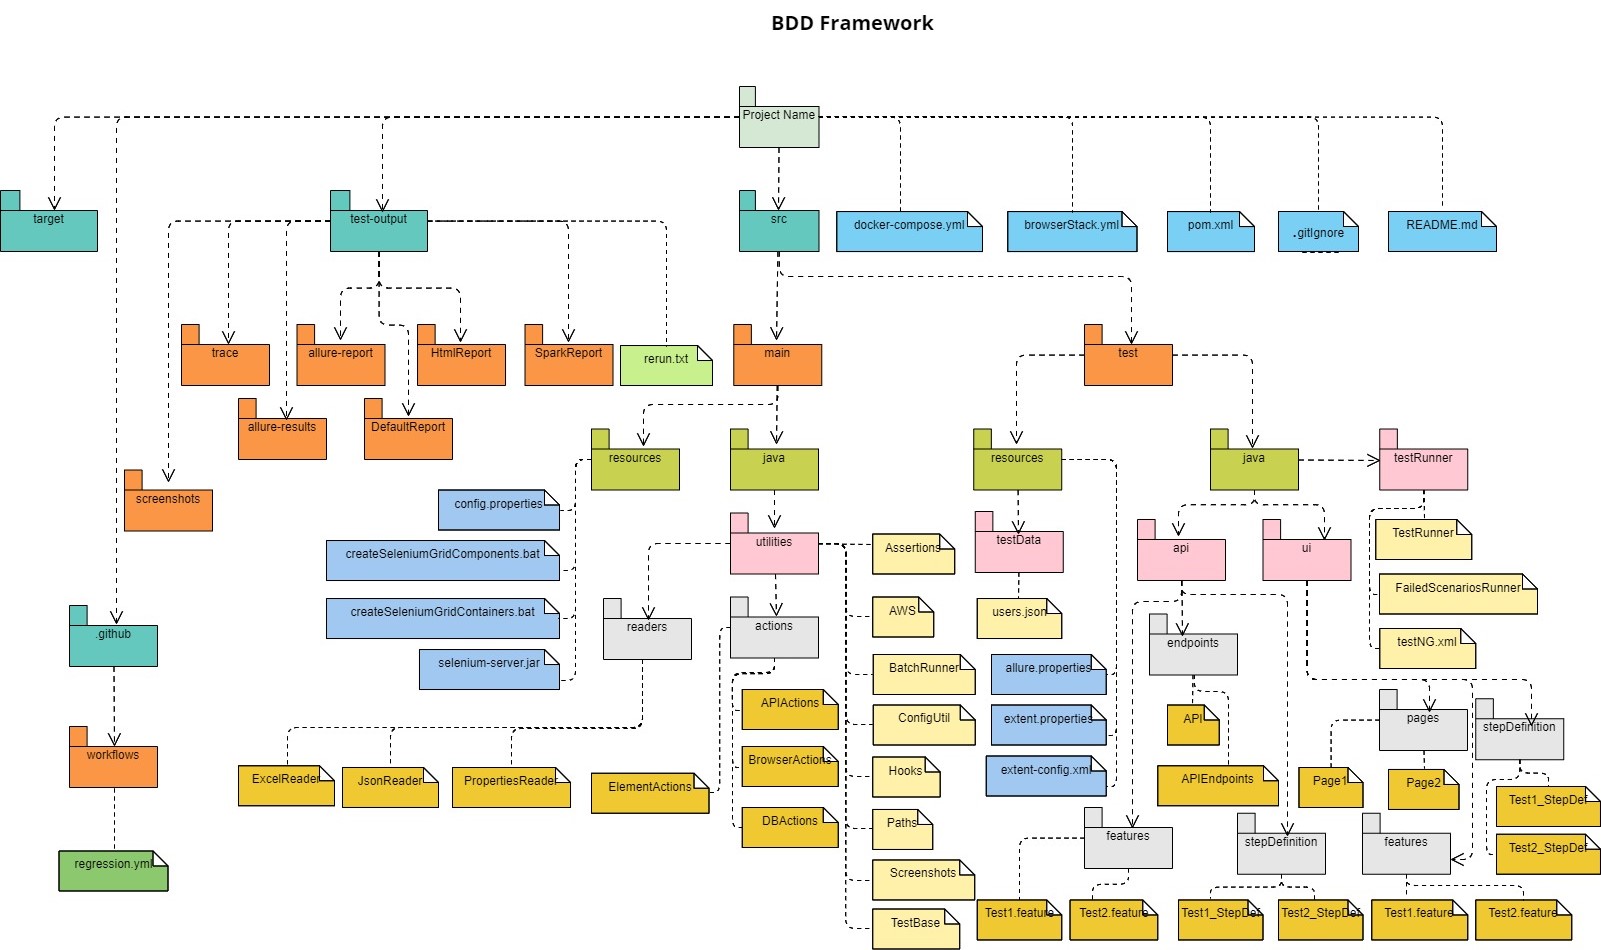 BDD Framework
Project Name
target
test-output
src
docker-compose.yml
browserStack.yml
pom.xml
.gitIgnore
README.md
trace
allure-report
HtmlReport
SparkReport
rerun.txt
main
test
allure-results
DefaultReport
resources
java
resources
java
testRunner
screenshots
config.properties
utilities
Assertions
testData
api
ui
TestRunner
createSeleniumGridComponents.bat
FailedScenariosRunner
createSeleniumGridContainers.bat
readers
actions
AWS
users.json
endpoints
testNG.xml
.github
selenium-server.jar
BatchRunner
allure.properties
APIActions
ConfigUtil
extent.properties
API
pages
stepDefinition
workflows
ExcelReader
JsonReader
PropertiesReader
ElementActions
BrowserActions
Hooks
extent-config.xml
APIEndpoints
Page1
Page2
Test1_StepDef
DBActions
Paths
features
stepDefinition
features
Test2_StepDef
regression.yml
Screenshots
TestBase
Test1.feature
Test2.feature
Test1_StepDef
Test2_StepDef
Test1.feature
Test2.feature